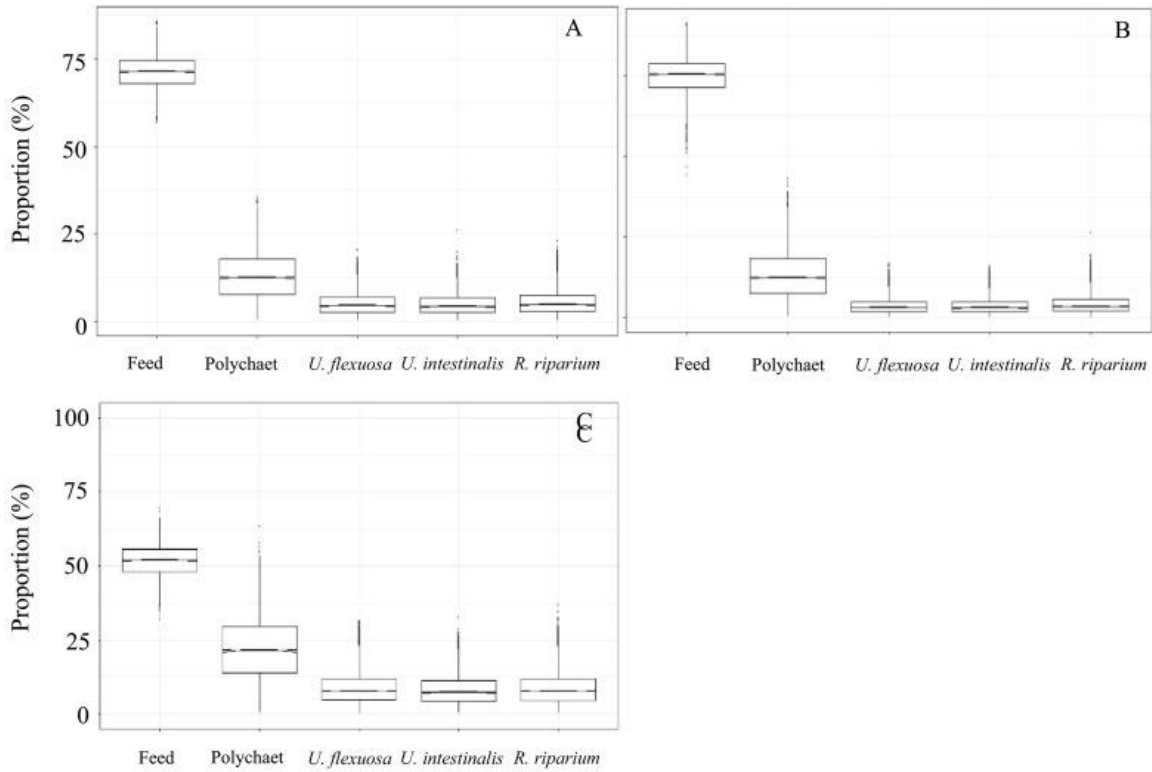 A
B
Proportion (%)
75
50
25
0
Feed Polychaet U. flexuosa U. intestinalis R. riparium
Feed Polychaet U. flexuosa U. intestinalis R. riparium
C
C
Proportion (%)
100
75
50
25
0
Feed Polychaet U. flexuosa U. intestinalis R. riparium